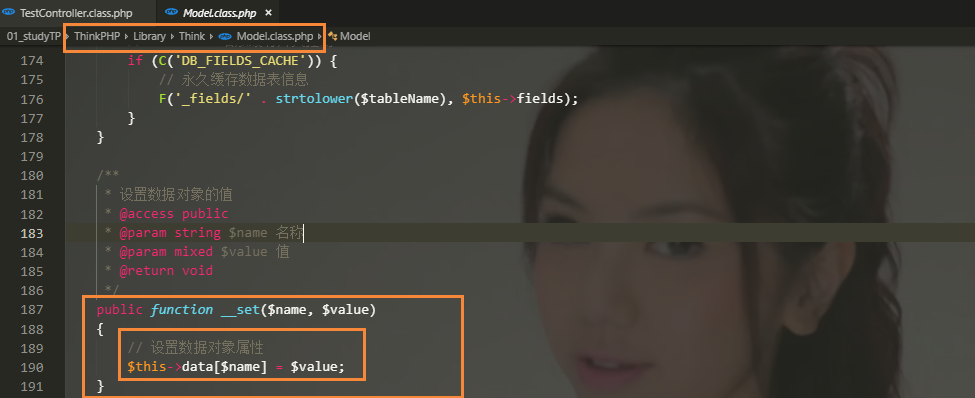 TestController.class.php Model.class.php ×
01_studyTP > ThinkPHP > Library > Think > Model.class.php > Model
174 if (C('DB_FIELDS_CACHE')) {
175 // 永久缓存数据表信息
176 F('_fields/' . strtolower($tableName), $this->fields);
177 }
178 }
179
180 /**
181 * 设置数据对象的值
182 * @access public
183 * @param string $name 名称
184 * @param mixed $value 值
185 * @return void
186 */
187 public function __set($name, $value)
188 {
189 // 设置数据对象属性
190 $this->data[$name] = $value;
191 }